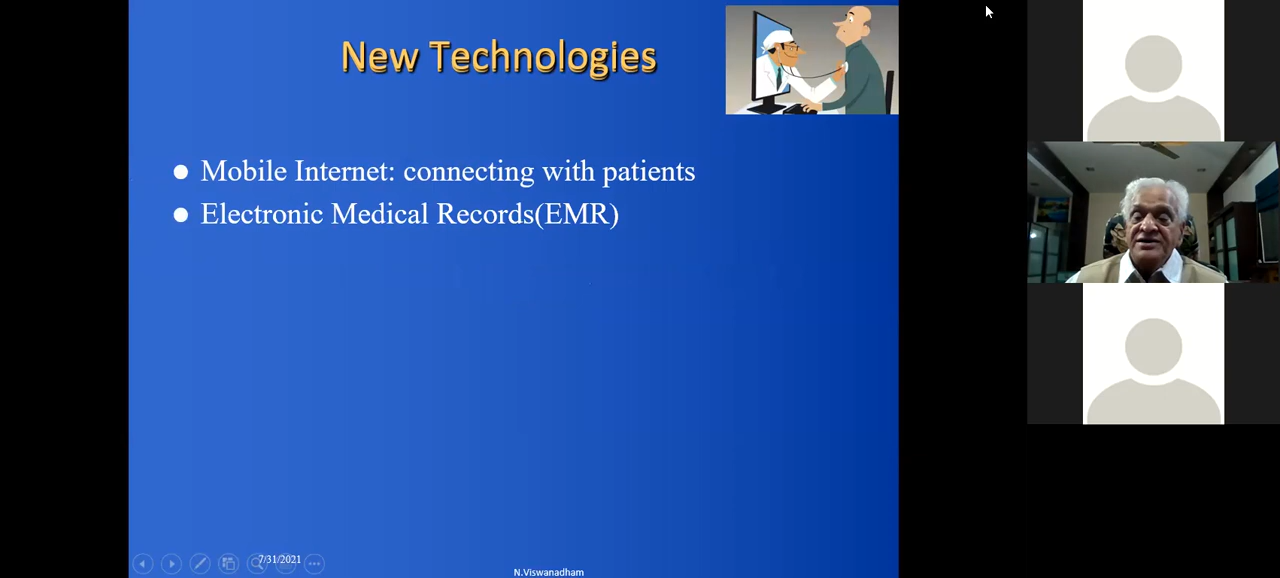 New Technologies
Mobile Internet: connecting with patients
Electronic Medical Records(EMR)
7/31/2021
N.Viswanadham